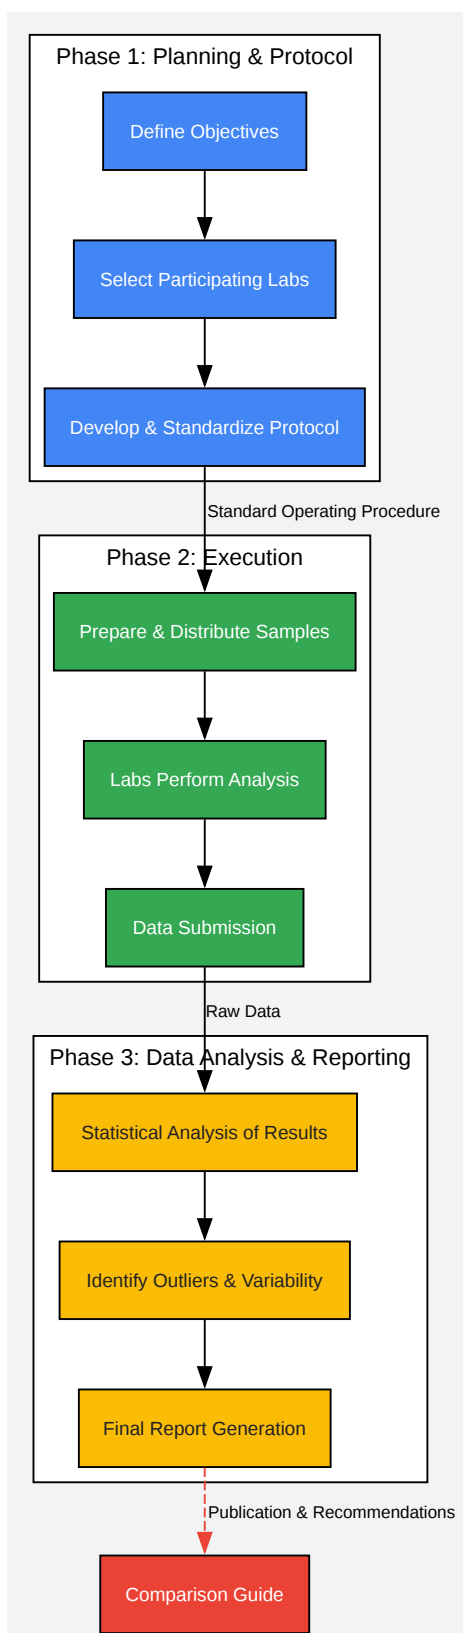 Phase 1: Planning & Protocol
Define Objectives
Select Participating Labs
Develop & Standardize Protocol
Standard Operating Procedure
Phase 2: Execution
Prepare & Distribute Samples
Labs Perform Analysis
Data Submission
Raw Data
Phase 3: Data Analysis & Reporting
Statistical Analysis of Results
Identify Outliers & Variability
Final Report Generation
Publication & Recommendations
Comparison Guide